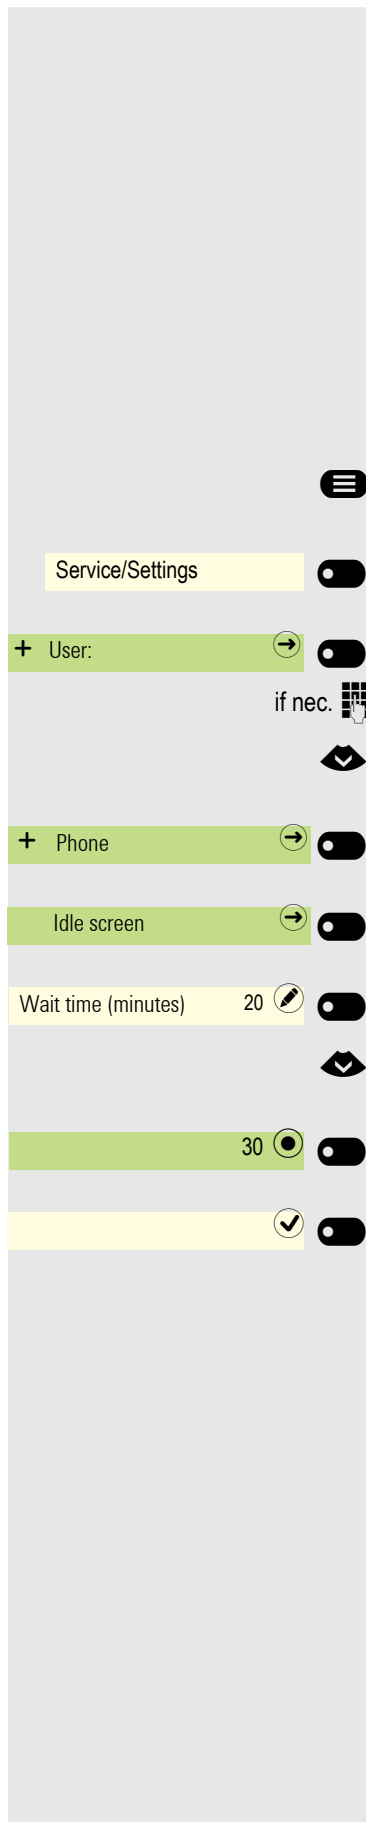 Service/Settings
+ User:
if nec.
+ Phone
Idle screen
Wait time (minutes) 20
30